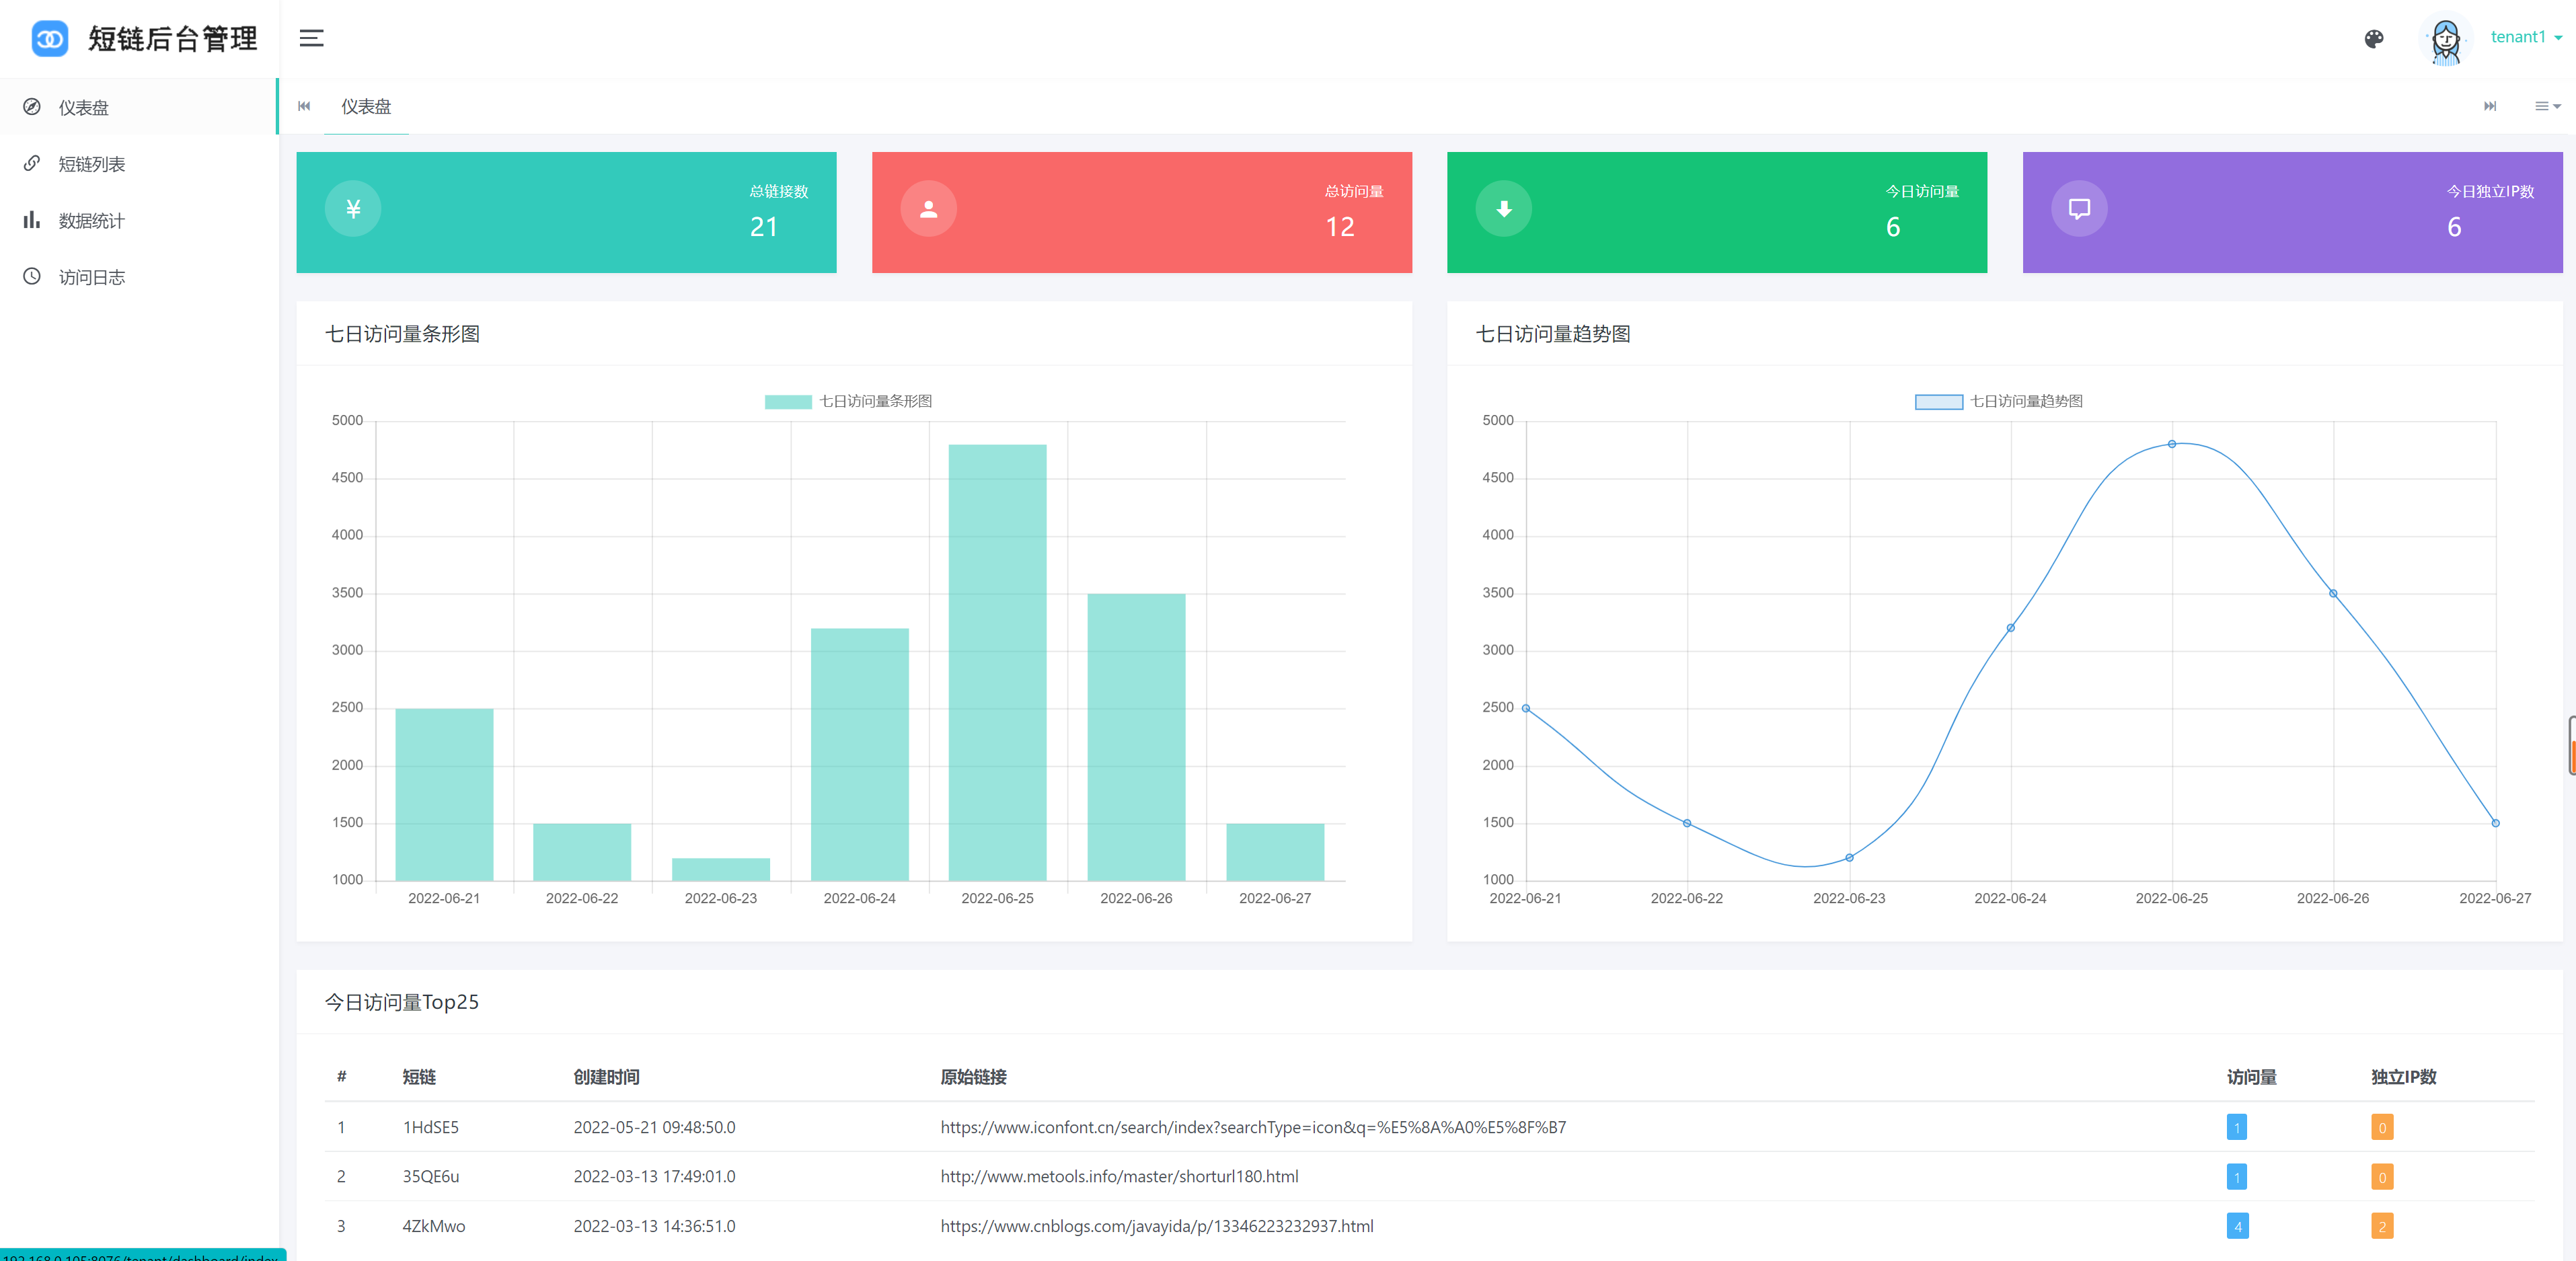 短链后台管理
tenant1
仪表盘
短链列表
数据统计
访问日志
仪表盘
¥
总链接数
21
总访问量
12
今日访问量
6
今日独立IP数
6
七日访问量条形图
七日访问量条形图
5000
4500
4000
3500
3000
2500
2000
1500
1000
2022-06-21 2022-06-22 2022-06-23 2022-06-24 2022-06-25 2022-06-26 2022-06-27
七日访问量趋势图
七日访问量趋势图
5000
4500
4000
3500
3000
2500
2000
1500
1000
2022-06-21 2022-06-22 2022-06-23 2022-06-24 2022-06-25 2022-06-26 2022-06-27
今日访问量Top25
# 短链 创建时间 原始链接 访问量 独立IP数
1 1HdSE5 2022-05-21 09:48:50.0 https://www.iconfont.cn/search/index?searchType=icon&q=%E5%8A%A0%E5%8F%B7 1 0
2 35QE6u 2022-03-13 17:49:01.0 http://www.metools.info/master/shorturl180.html 1 0
3 4ZkMwo 2022-03-13 14:36:51.0 https://www.cnblogs.com/javayida/p/13346223232937.html 4 2
192.168.0.105:8076/tenant/dashboard/index